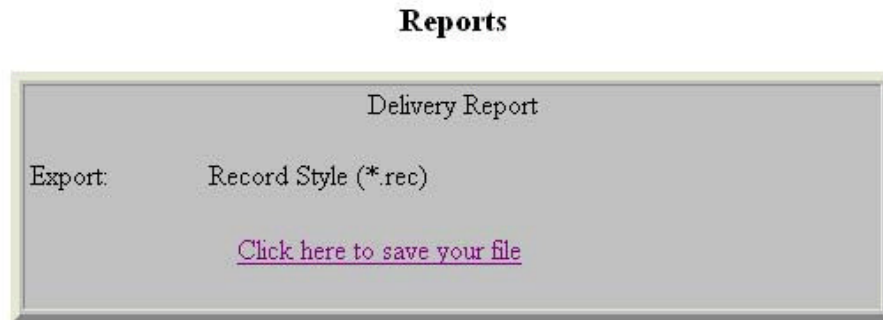 Reports
Delivery Report
Export: Record Style (*.rec)
Click here to save your file